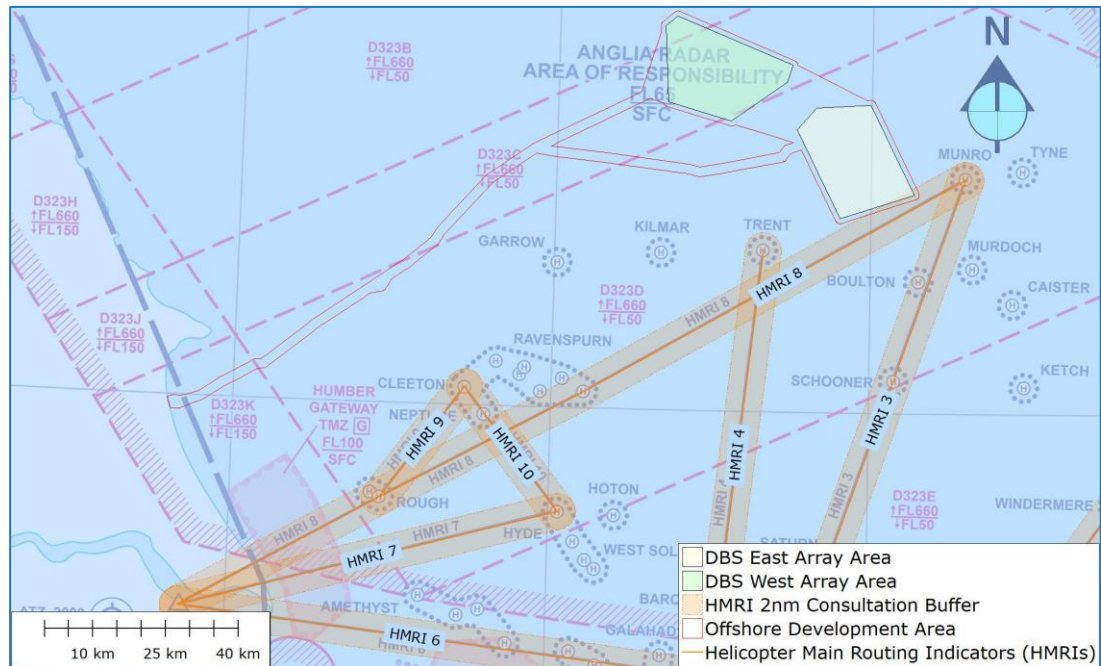 N
D323B
↑FL660
↓FL50
ANGLIA RADAR
AREA OF RESPONSIBILITY
FL65
SFC
D323C
↑FL660
↓FL50
MUNRO
TYNE
D323H
↑FL660
↓FL150
GARROW
KILMAR
TRENT
MURDOCH
BOULTON
CAISTER
HMRI 8
HMRI 8
D323D
↑FL660
↓FL50
D323J
↑FL660
↓FL150
RAVENSPURN
CLEETON
SCHOONER
KETCH
D323K
↑FL660
↓FL150
HUMBER
GATEWAY
TMZ G
FL100
SFC
HMRI 9
HMRI 10
HMRI 8
HMRI 4
HMRI 3
HMRI 3
ROUGH
HOTON
D323E
↑FL660
↓FL50
WINDERMERE
HMRI 8
HMRI 7
HYDE
HMRI 7
WEST SOL
AMETHYST
HMRI 6
GALAHAD
10 km
25 km
40 km
DBS East Array Area
DBS West Array Area
HMRI 2nm Consultation Buffer
Offshore Development Area
Helicopter Main Routing Indicators (HMRIs)